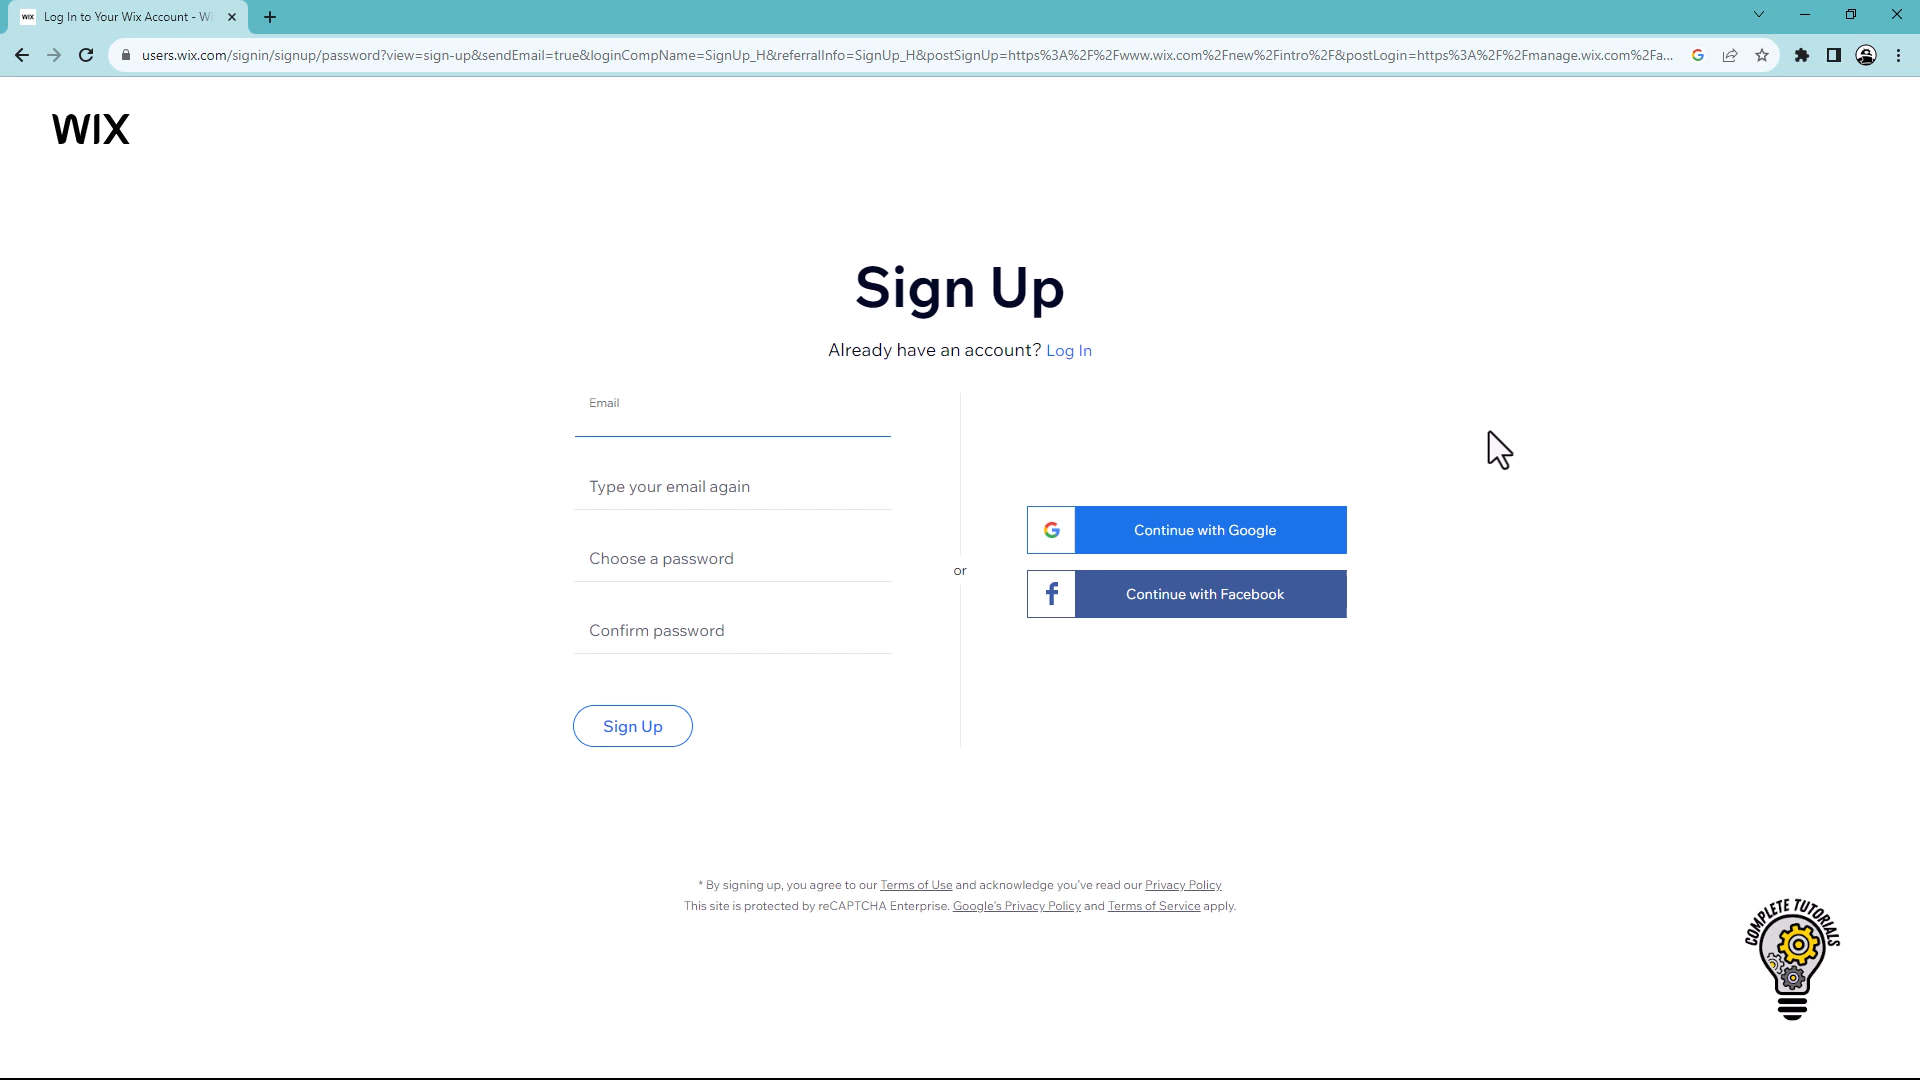 WIX Log In to Your Wix Account - Wi
users.wix.com/signin/signup/password?view=sign-up&sendEmail=true&loginCompName=SignUp_H&referralInfo=SignUp_H&postSignUp=https%3A%2F%2Fwww.wix.com%2Fnew%2Fintro%2F&postLogin=https%3A%2F%2Fmanage.wix.com%2Fa...
WIX
Sign Up
Already have an account? Log In
Email
Type your email again
Choose a password
Confirm password
Sign Up
or
G Continue with Google
f Continue with Facebook
* By signing up, you agree to our Terms of Use and acknowledge you've read our Privacy Policy
This site is protected by reCAPTCHA Enterprise. Google's Privacy Policy and Terms of Service apply.
COMPLETE TUTORIALS